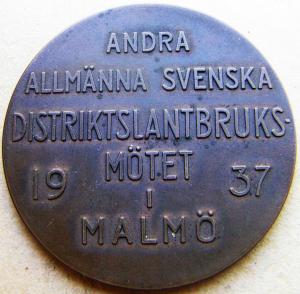 ANDRA
ALLMÄNNA SVENSKA
DISTRIKTSLANTBRUKS-
MÖTET
19 I 37
MALMÖ